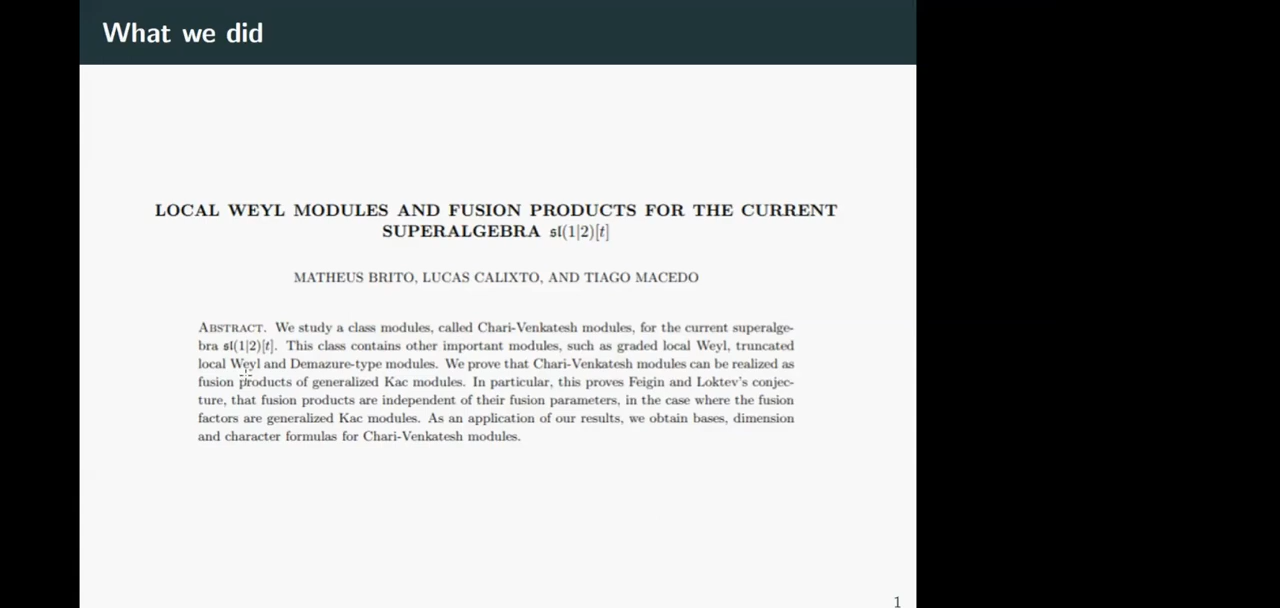 What we did
LOCAL WEYL MODULES AND FUSION PRODUCTS FOR THE CURRENT
SUPERALGEBRA 𝔰𝔩(1|2)[t]
MATHEUS BRITO, LUCAS CALIXTO, AND TIAGO MACEDO
Abstract. We study a class modules, called Chari-Venkatesh modules, for the current superalge-
bra 𝔰𝔩(1|2)[t]. This class contains other important modules, such as graded local Weyl, truncated
local Weyl and Demazure-type modules. We prove that Chari-Venkatesh modules can be realized as
fusion products of generalized Kac modules. In particular, this proves Feigin and Loktev's conjec-
ture, that fusion products are independent of their fusion parameters, in the case where the fusion
factors are generalized Kac modules. As an application of our results, we obtain bases, dimension
and character formulas for Chari-Venkatesh modules.
1